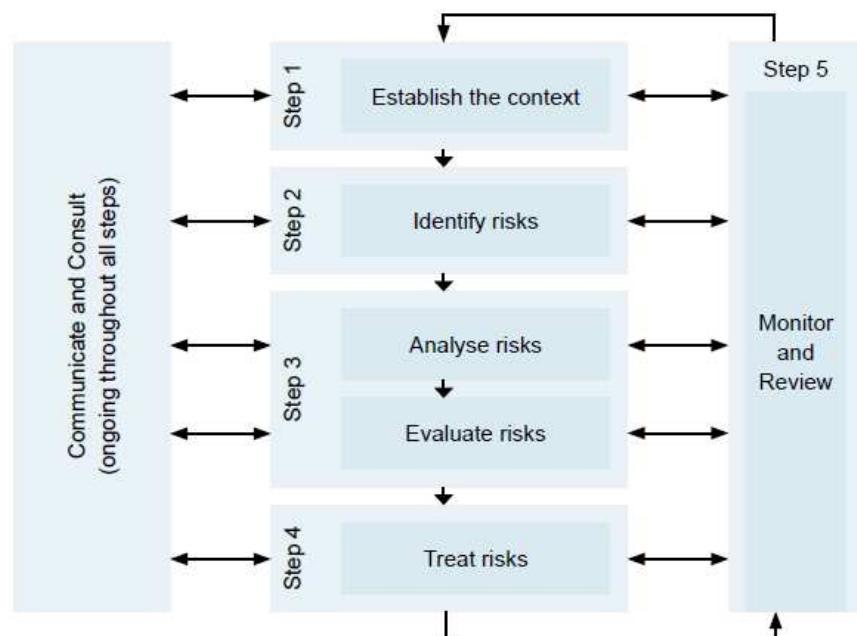 Communicate and Consult
(ongoing throughout all steps)
Step 1
Establish the context
Step 2
Identify risks
Step 3
Analyse risks
Evaluate risks
Step 4
Treat risks
Step 5
Monitor
and
Review